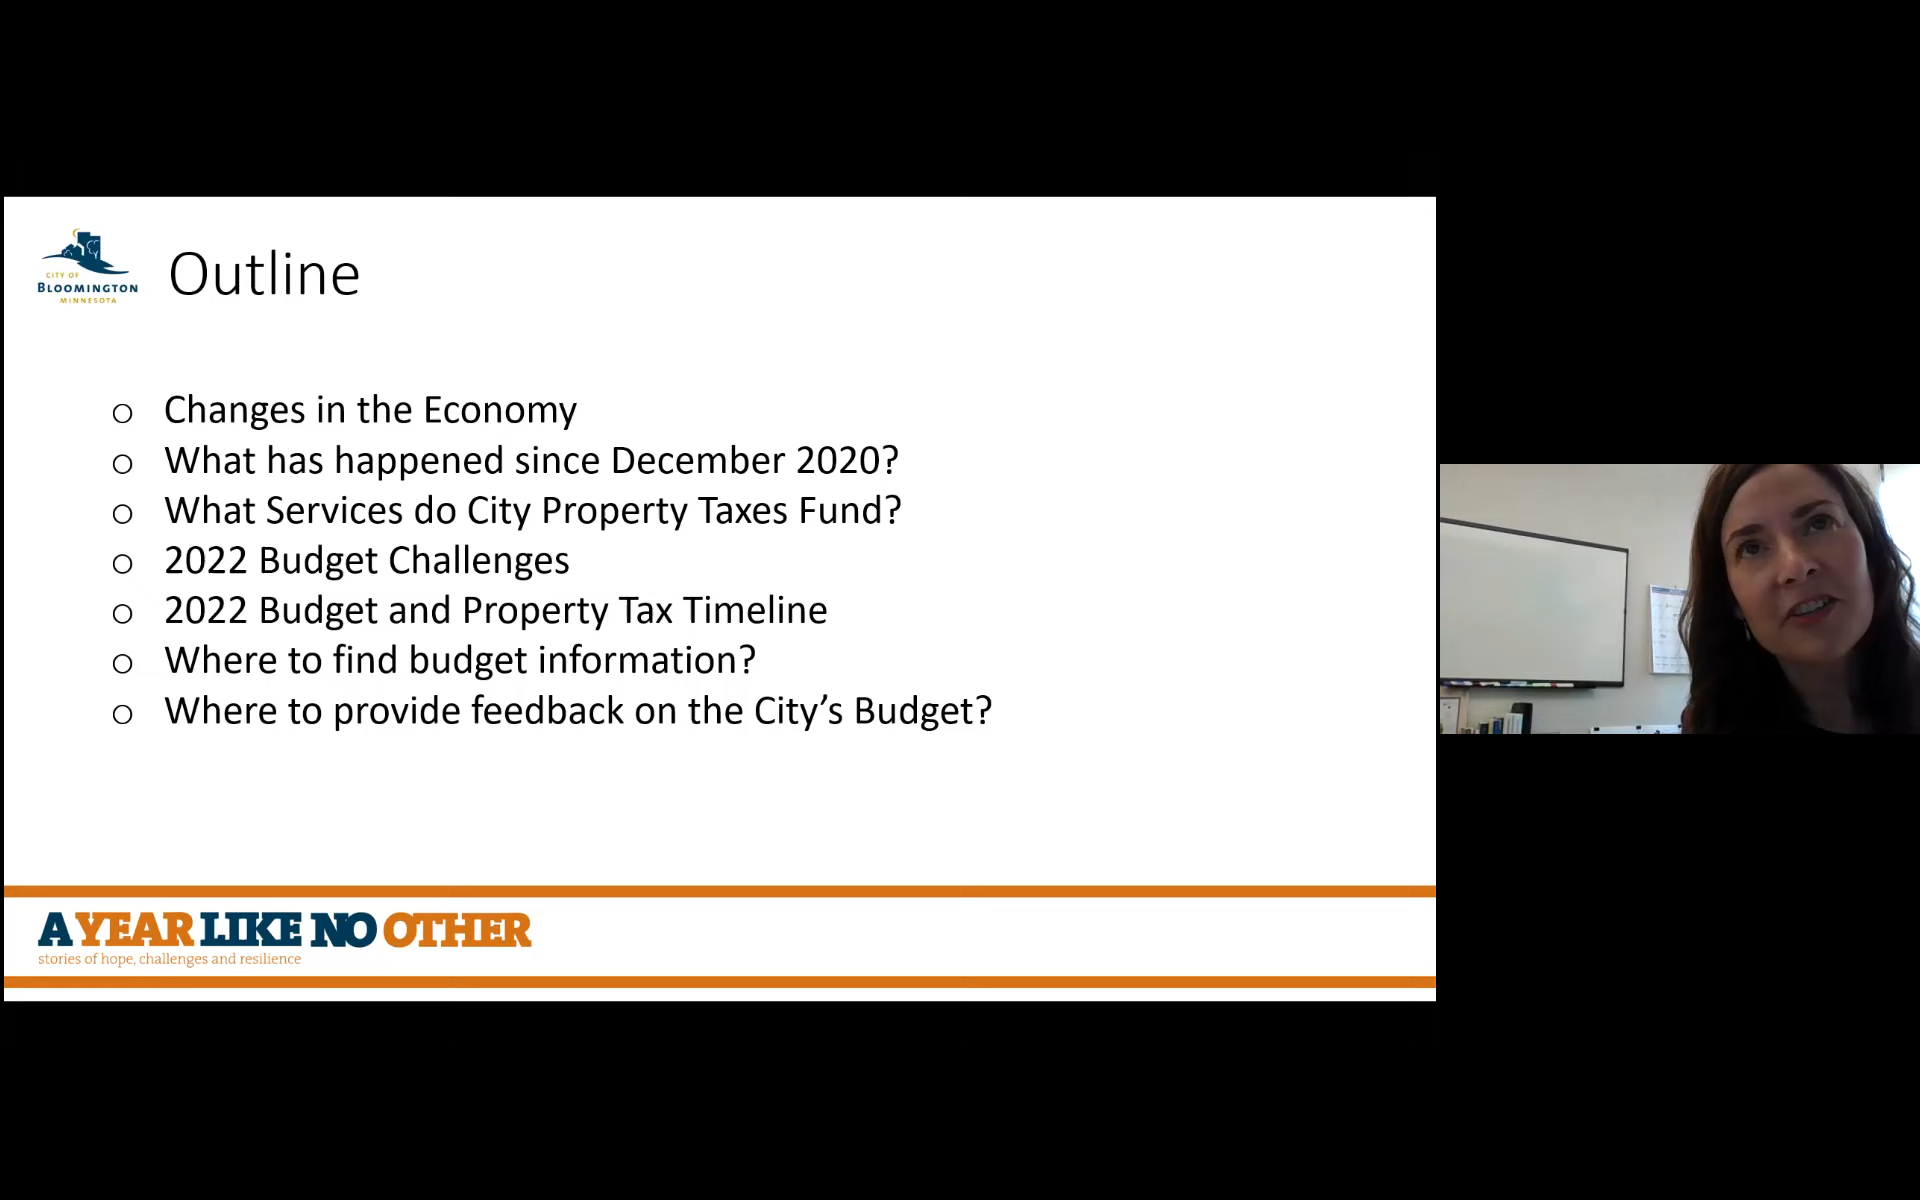 CITY OF
BLOOMINGTON
MINNESOTA
Outline
o Changes in the Economy
o What has happened since December 2020?
o What Services do City Property Taxes Fund?
o 2022 Budget Challenges
o 2022 Budget and Property Tax Timeline
o Where to find budget information?
o Where to provide feedback on the City’s Budget?
A YEAR LIKE NO OTHER
stories of hope, challenges and resilience